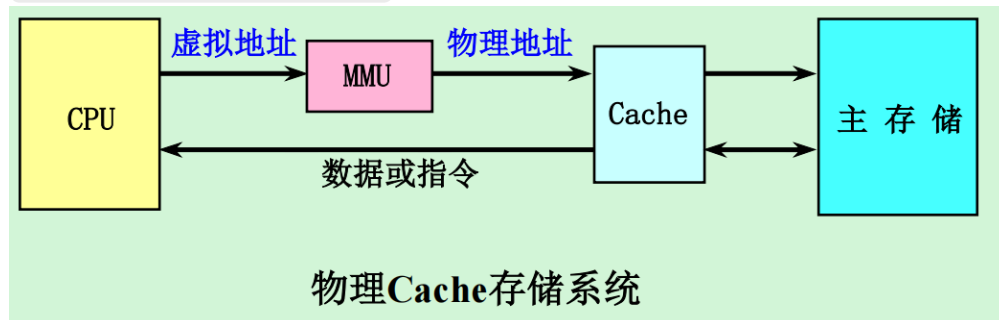 虚拟地址
物理地址
MMU
CPU
Cache
主 存 储
数据或指令
物理Cache存储系统